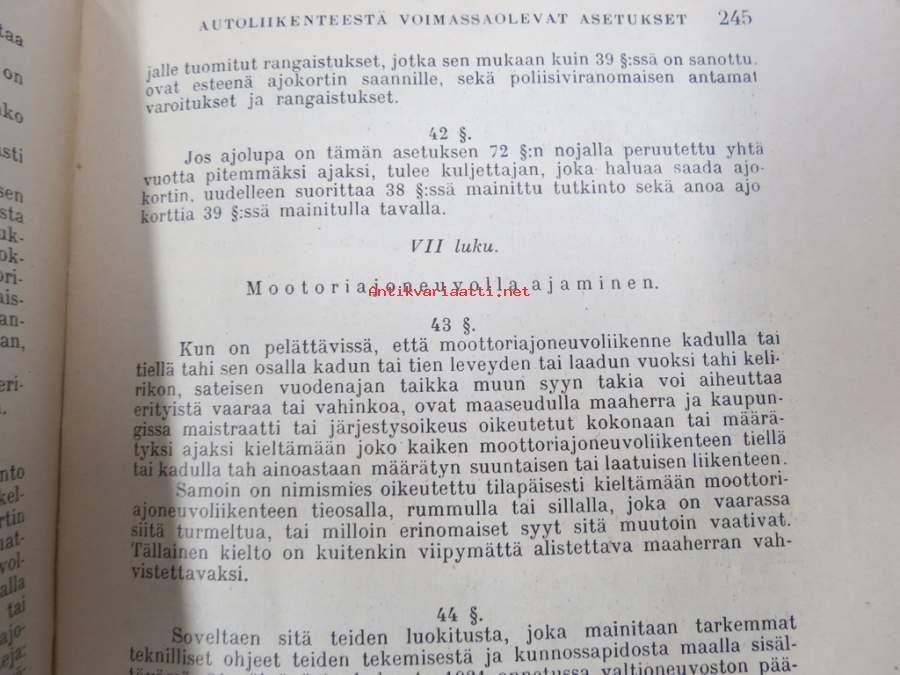 AUTOLIIKENTEESTÄ VOIMASSAOLEVAT ASETUKSET 245
jalle tuomitut rangaistukset, jotka sen mukaan kuin 39 §:ssä on sanottu,
ovat esteenä ajokortin saannille, sekä poliisiviranomaisen antamat
varoitukset ja rangaistukset.
42 §.
Jos ajolupa on tämän asetuksen 72 §:n nojalla peruutettu yhtä
vuotta pitemmäksi ajaksi, tulee kuljettajan, joka haluaa saada ajo-
kortin, uudelleen suorittaa 38 §:ssä mainittu tutkinto sekä anoa ajo
korttia 39 §:ssä mainitulla tavalla.
VII luku.
Mootoriajoneuvolla ajaminen.
Antikvariaatti.net
43 §.
Kun on pelättävissä, että moottoriajoneuvoliikenne kadulla tai
tiellä tahi sen osalla kadun tai tien leveyden tai laadun vuoksi tahi keli-
rikon, sateisen vuodenajan taikka muun syyn takia voi aiheuttaa
erityistä vaaraa tai vahinkoa, ovat maaseudulla maaherra ja kaupun-
gissa maistraatti tai järjestysoikeus oikeutetut kokonaan tai määrä-
tyksi ajaksi kieltämään joko kaiken moottoriajoneuvoliikenteen tiellä
tai kadulla tah ainoastaan määrätyn suuntaisen tai laatuisen liikenteen.
Samoin on nimismies oikeutettu tilapäisesti kieltämään moottori-
ajoneuvoliikenteen tieosalla, rummulla tai sillalla, joka on vaarassa
siitä turmeltua, tai milloin erinomaiset syyt sitä muutoin vaativat.
Tällainen kielto on kuitenkin viipymättä alistettava maaherran vah-
vistettavaksi.
44 §.
Soveltaen sitä teiden luokitusta, joka mainitaan tarkemmat
teknilliset ohjeet teiden tekemisestä ja kunnossapidosta maalla sisäl-
1924 annetussa valtioneuvoston pää-